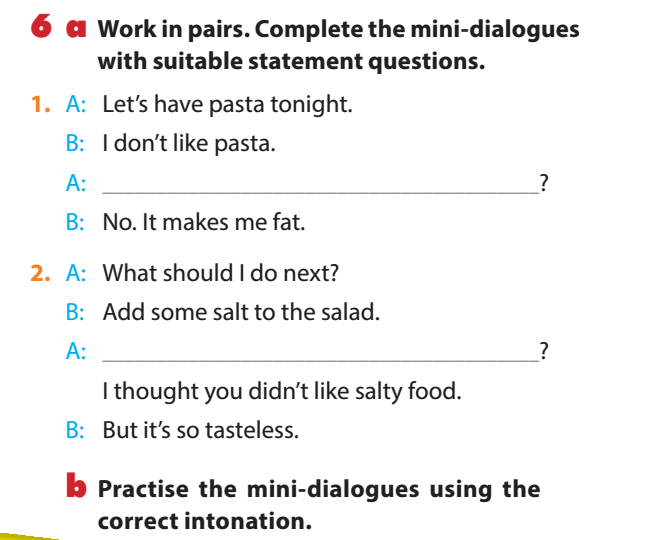 6 a Work in pairs. Complete the mini-dialogues
with suitable statement questions.
1. A: Let's have pasta tonight.
B: I don't like pasta.
A: ________________________________________?
B: No. It makes me fat.
2. A: What should I do next?
B: Add some salt to the salad.
A: ________________________________________?
I thought you didn't like salty food.
B: But it's so tasteless.
b Practise the mini-dialogues using the
correct intonation.